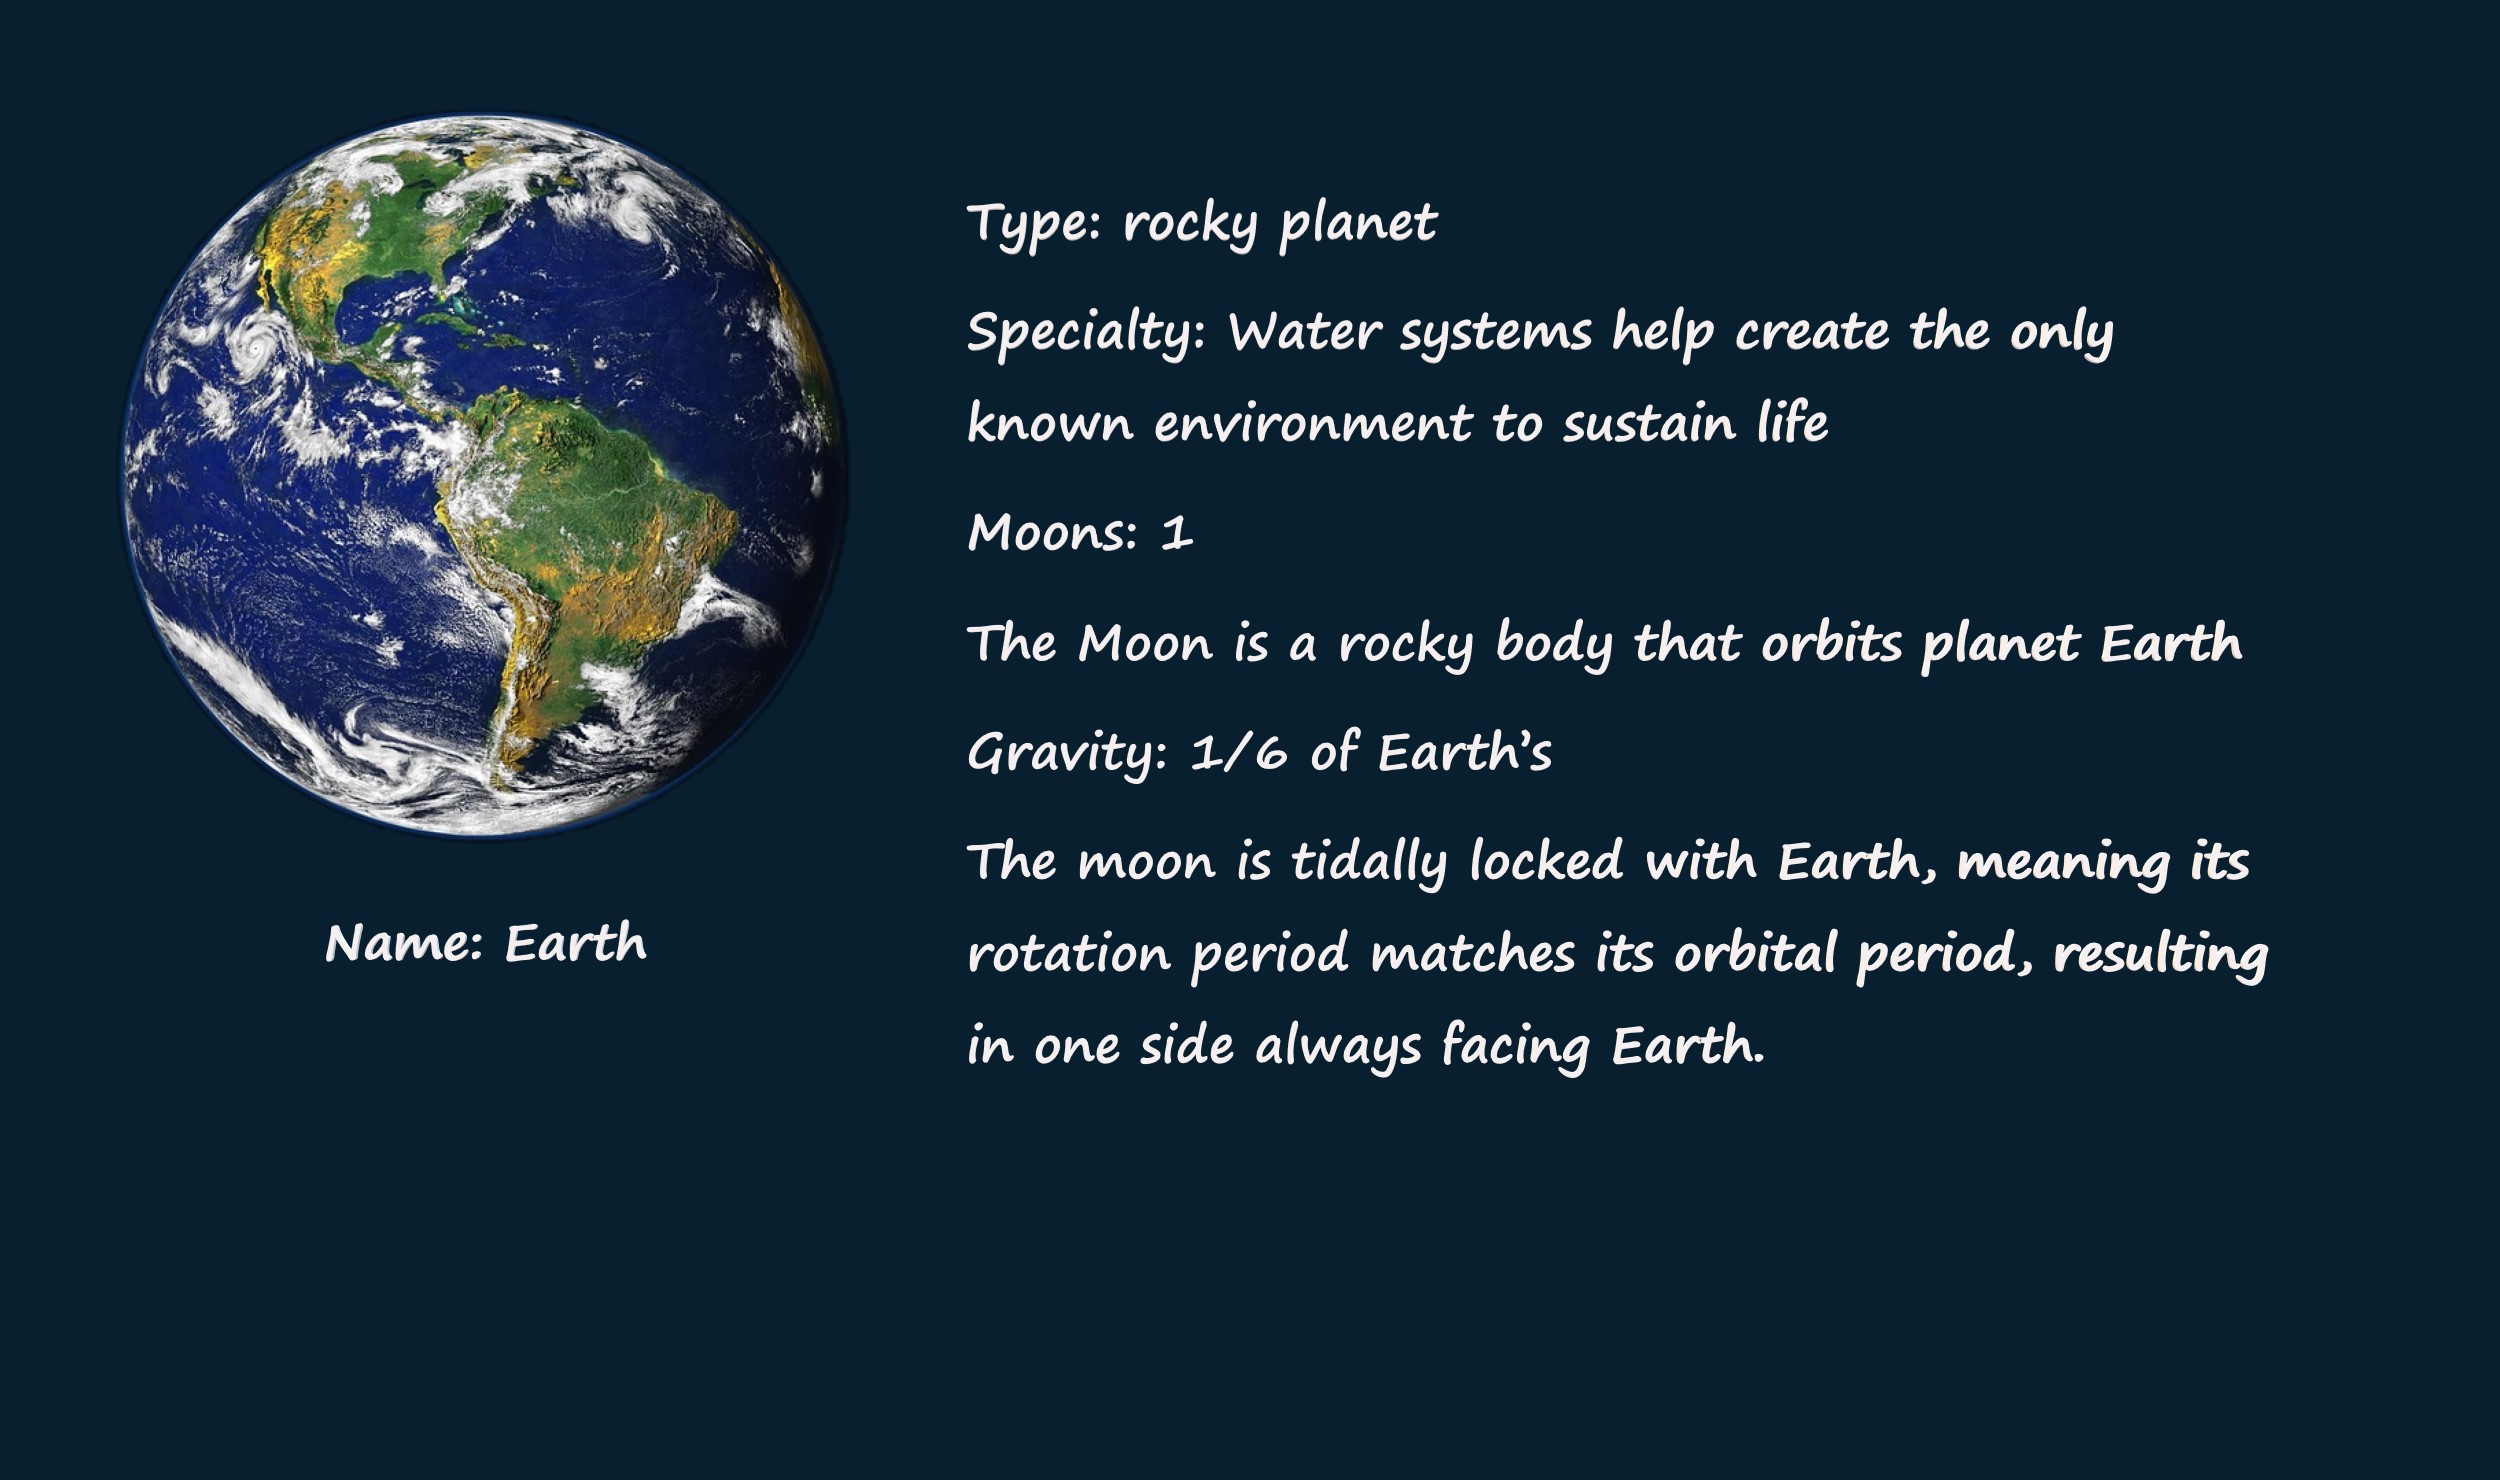 Type: rocky planet
Specialty: Water systems help create the only
known environment to sustain life
Moons: 1
The Moon is a rocky body that orbits planet Earth
Gravity: 1/6 of Earth’s
The moon is tidally locked with Earth, meaning its
rotation period matches its orbital period, resulting
in one side always facing Earth.
Name: Earth